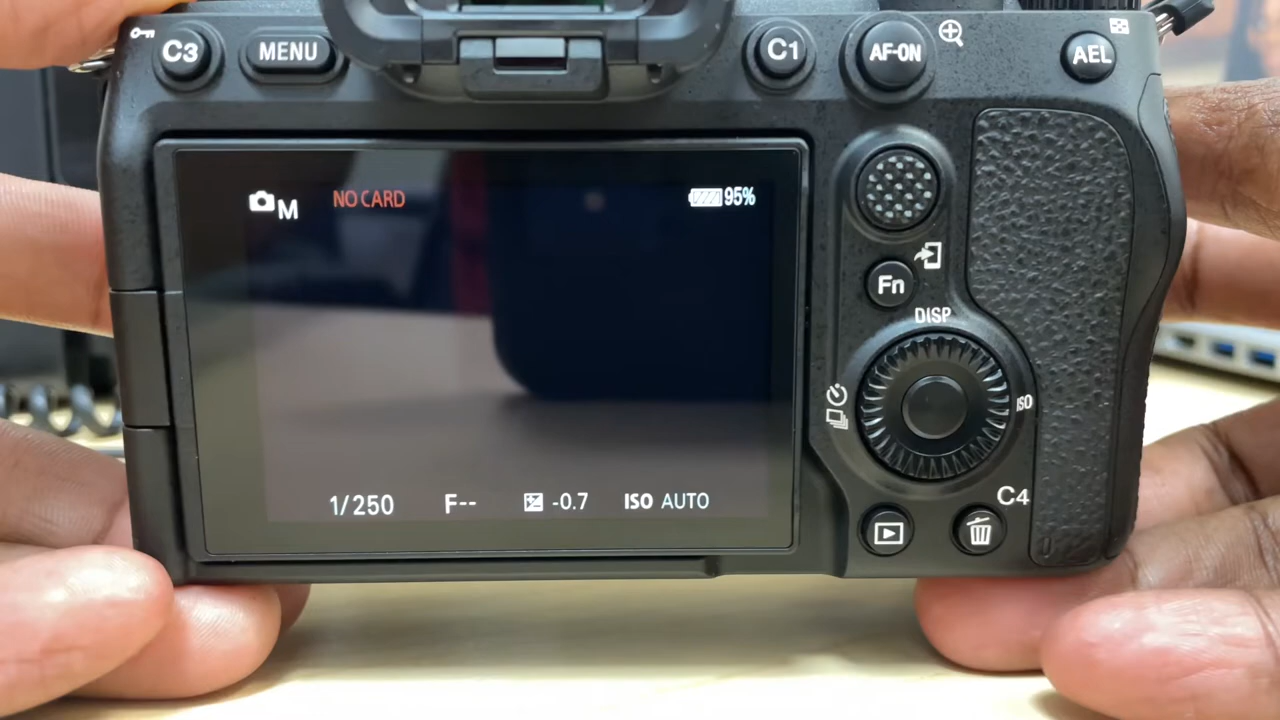 C3
MENU
C1
AF-ON
AEL
M
NO CARD
95%
Fn
DISP
ISO
1/250
F--
-0.7
ISO AUTO
C4